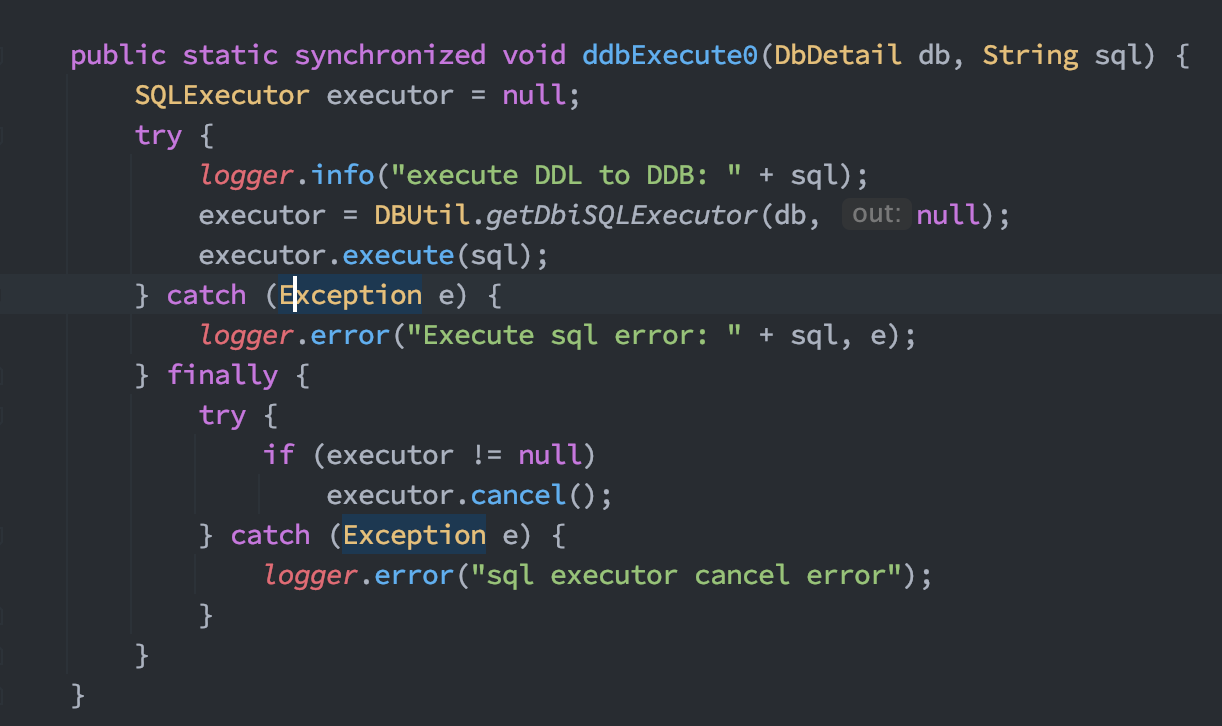 public static synchronized void ddbExecute0(DbDetail db, String sql) {
    SQLExecutor executor = null;
    try {
        logger.info("execute DDL to DDB: " + sql);
        executor = DBUtil.getDbiSQLExecutor(db, out: null);
        executor.execute(sql);
    } catch (Exception e) {
        logger.error("Execute sql error: " + sql, e);
    } finally {
        try {
            if (executor != null)
                executor.cancel();
        } catch (Exception e) {
            logger.error("sql executor cancel error");
        }
    }
}